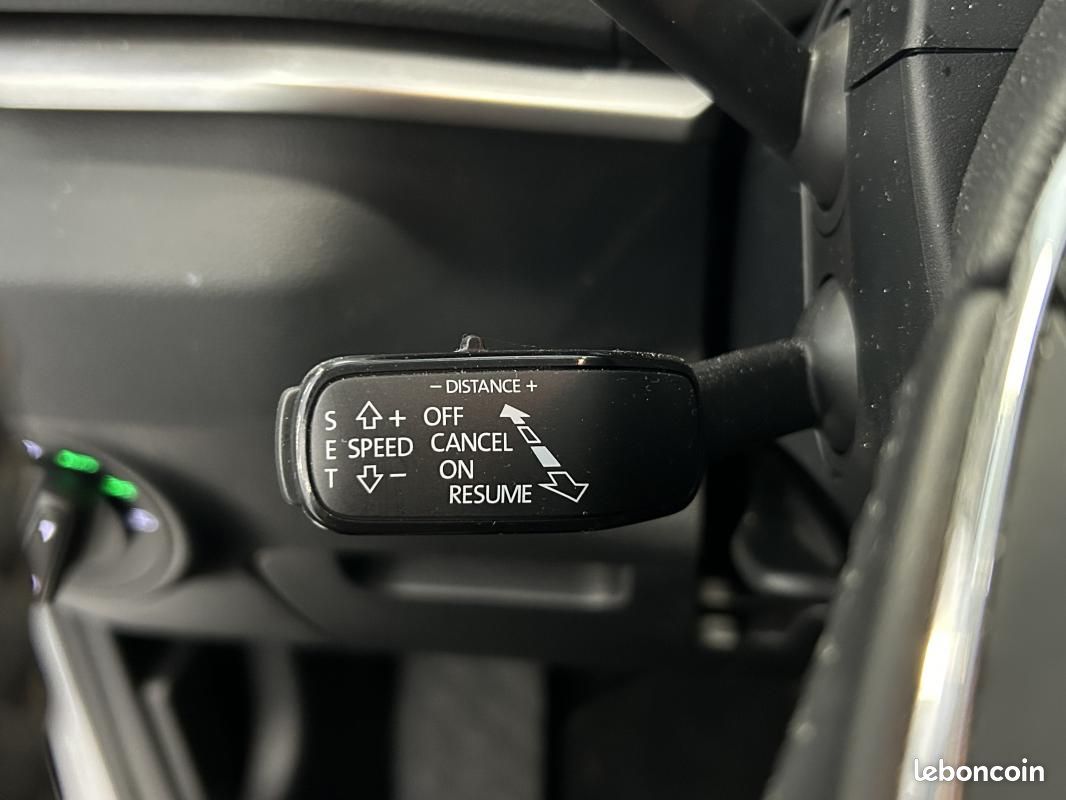 − DISTANCE +
S + OFF
E SPEED CANCEL
T − ON
RESUME
leboncoin